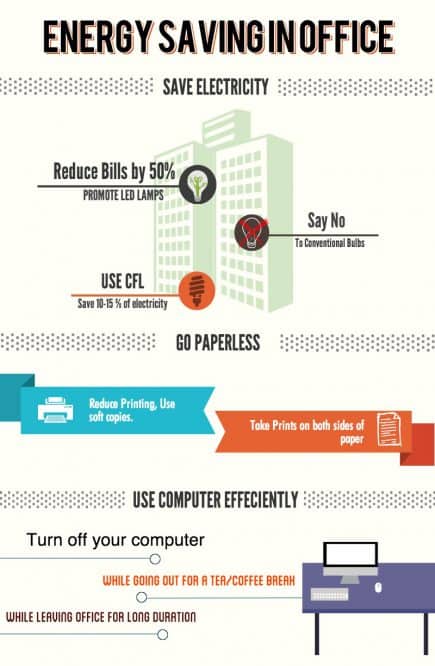 ENERGY SAVING IN OFFICE
SAVE ELECTRICITY
Reduce Bills by 50%
PROMOTE LED LAMPS
Say No
To Conventional Bulbs
USE CFL
Save 10-15 % of electricity
GO PAPERLESS
Reduce Printing, Use
soft copies.
Take Prints on both sides of
paper
USE COMPUTER EFFECIENTLY
Turn off your computer
WHILE GOING OUT FOR A TEA/COFFEE BREAK
WHILE LEAVING OFFICE FOR LONG DURATION